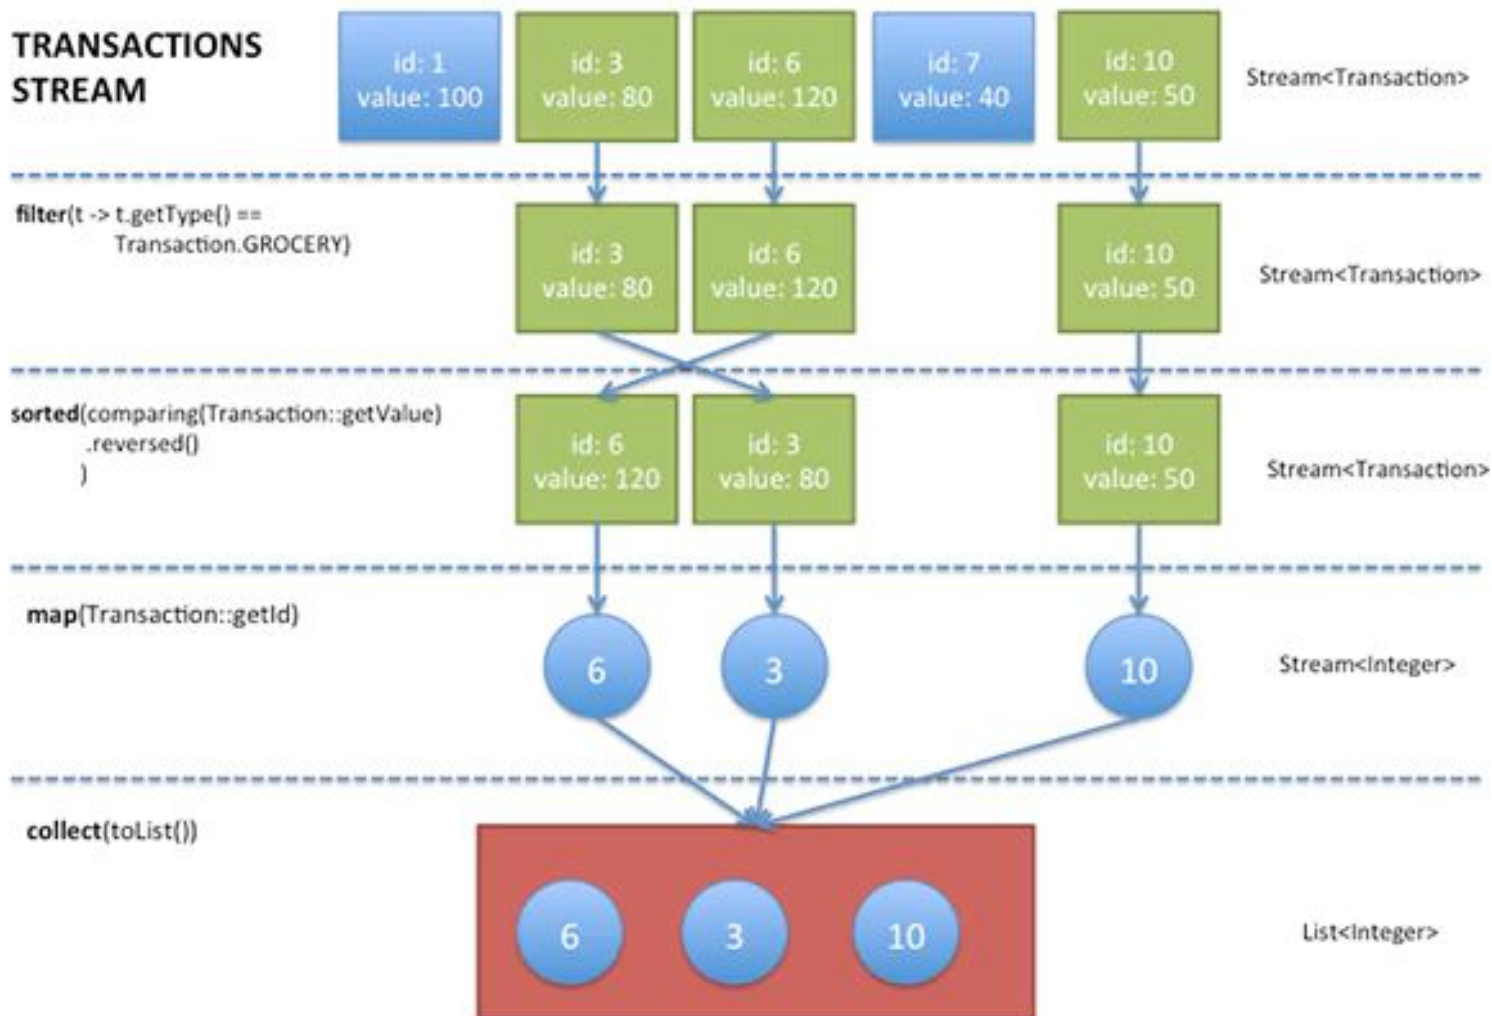 TRANSACTIONS
STREAM
id: 1
value: 100
id: 3
value: 80
id: 6
value: 120
id: 7
value: 40
id: 10
value: 50
Stream<Transaction>
filter(t -> t.getType() ==
Transaction.GROCERY)
id: 3
value: 80
id: 6
value: 120
id: 10
value: 50
Stream<Transaction>
sorted(comparing(Transaction::getValue)
.reversed()
)
id: 6
value: 120
id: 3
value: 80
id: 10
value: 50
Stream<Transaction>
map(Transaction::getId)
6
3
10
Stream<Integer>
collect(toList())
6
3
10
List<Integer>